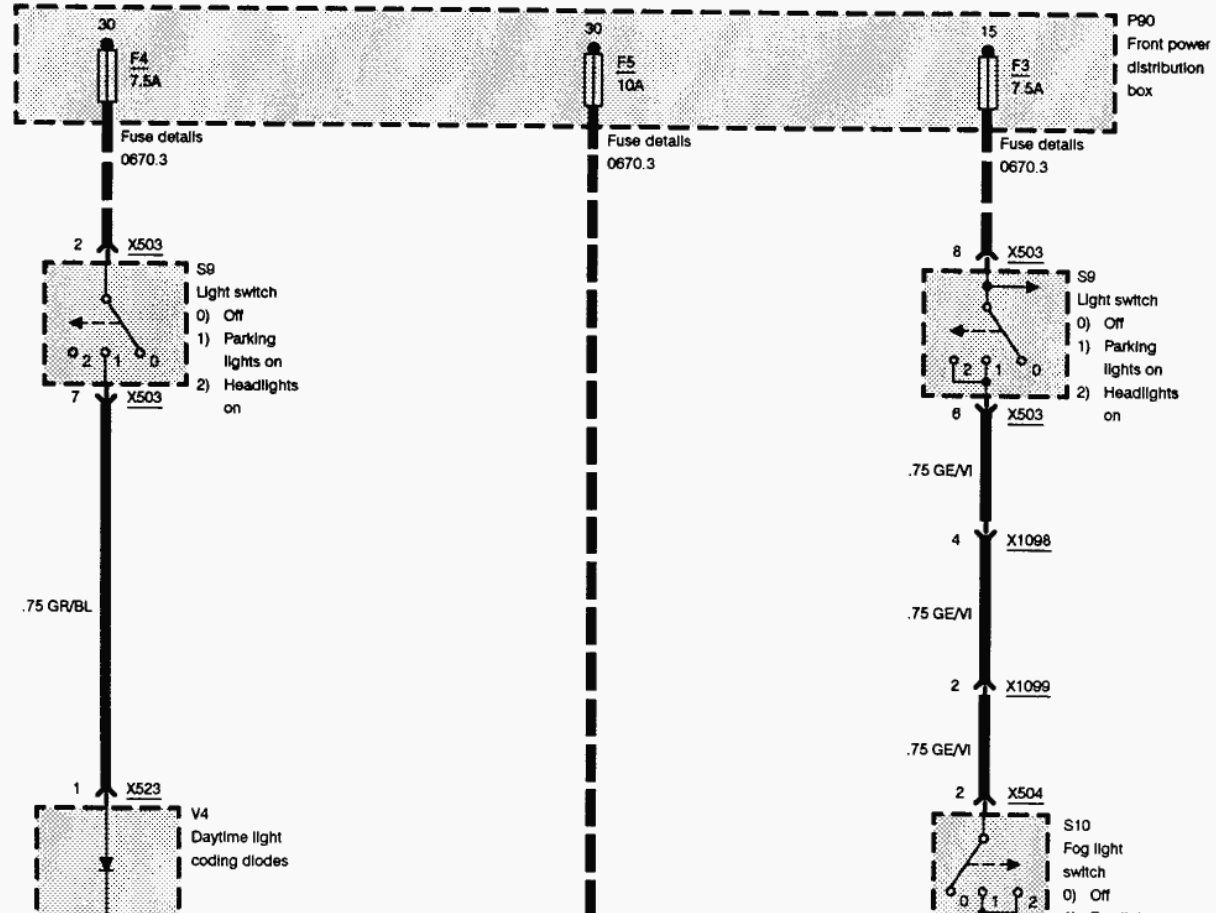 30
F4
7.5A
30
F5
10A
15
F3
7.5A
P90
Front power
distribution
box
Fuse details
0670.3
Fuse details
0670.3
Fuse details
0670.3
2 X503
S9
Light switch
0) Off
1) Parking
lights on
2) Headlights
on
2 1 0
7 X503
.75 GR/BL
1 X523
V4
Daytime light
coding diodes
8 X503
S9
Light switch
0) Off
1) Parking
lights on
2) Headlights
on
2 1 0
6 X503
.75 GE/VI
4 X1098
.75 GE/VI
2 X1099
.75 GE/VI
2 X504
S10
Fog light
switch
0) Off
0 1 2